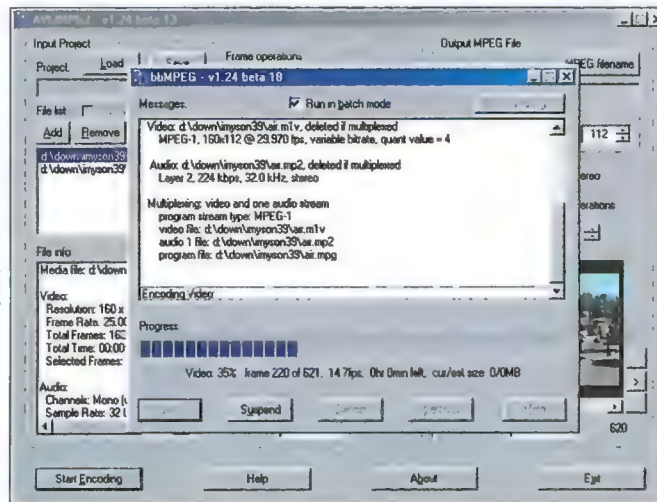 AVI2MPG2 - v1.24 beta 13
Input Project
Output MPEG File
Project:
Load
Save
Frame operations
MPEG filename
bbMPEG - v1.24 beta 18
Messages:
Run in batch mode
File list
Add
Remove
112
d:\down\imyson39
d:\down\imyson39
Video: d:\down\imyson39\air.m1v, deleted if multiplexed
MPEG-1, 160x112 @ 29.970 fps, variable bitrate, quant value = 4
Audio: d:\down\imyson39\air.mp2, deleted if multiplexed
Layer 2, 224 kbps, 32.0 kHz, stereo
Multiplexing: video and one audio stream
program stream type: MPEG-1
video file: d:\down\imyson39\air.m1v
audio 1 file: d:\down\imyson39\air.mp2
program file: d:\down\imyson39\air.mpg
Encoding Video
File info
Media file: d:\down
Video:
Resolution: 160 x
Frame Rate: 25.00
Total Frames: 162
Total Time: 00:00
Selected Frames:
Audio:
Channels: Mono
Sample Rate: 32
Progress:
Video: 35% frame 220 of 621, 14.7fps, 0hr 0min left, cur/est size 0/0MB
Suspend
620
Start Encoding
Help
About
Exit